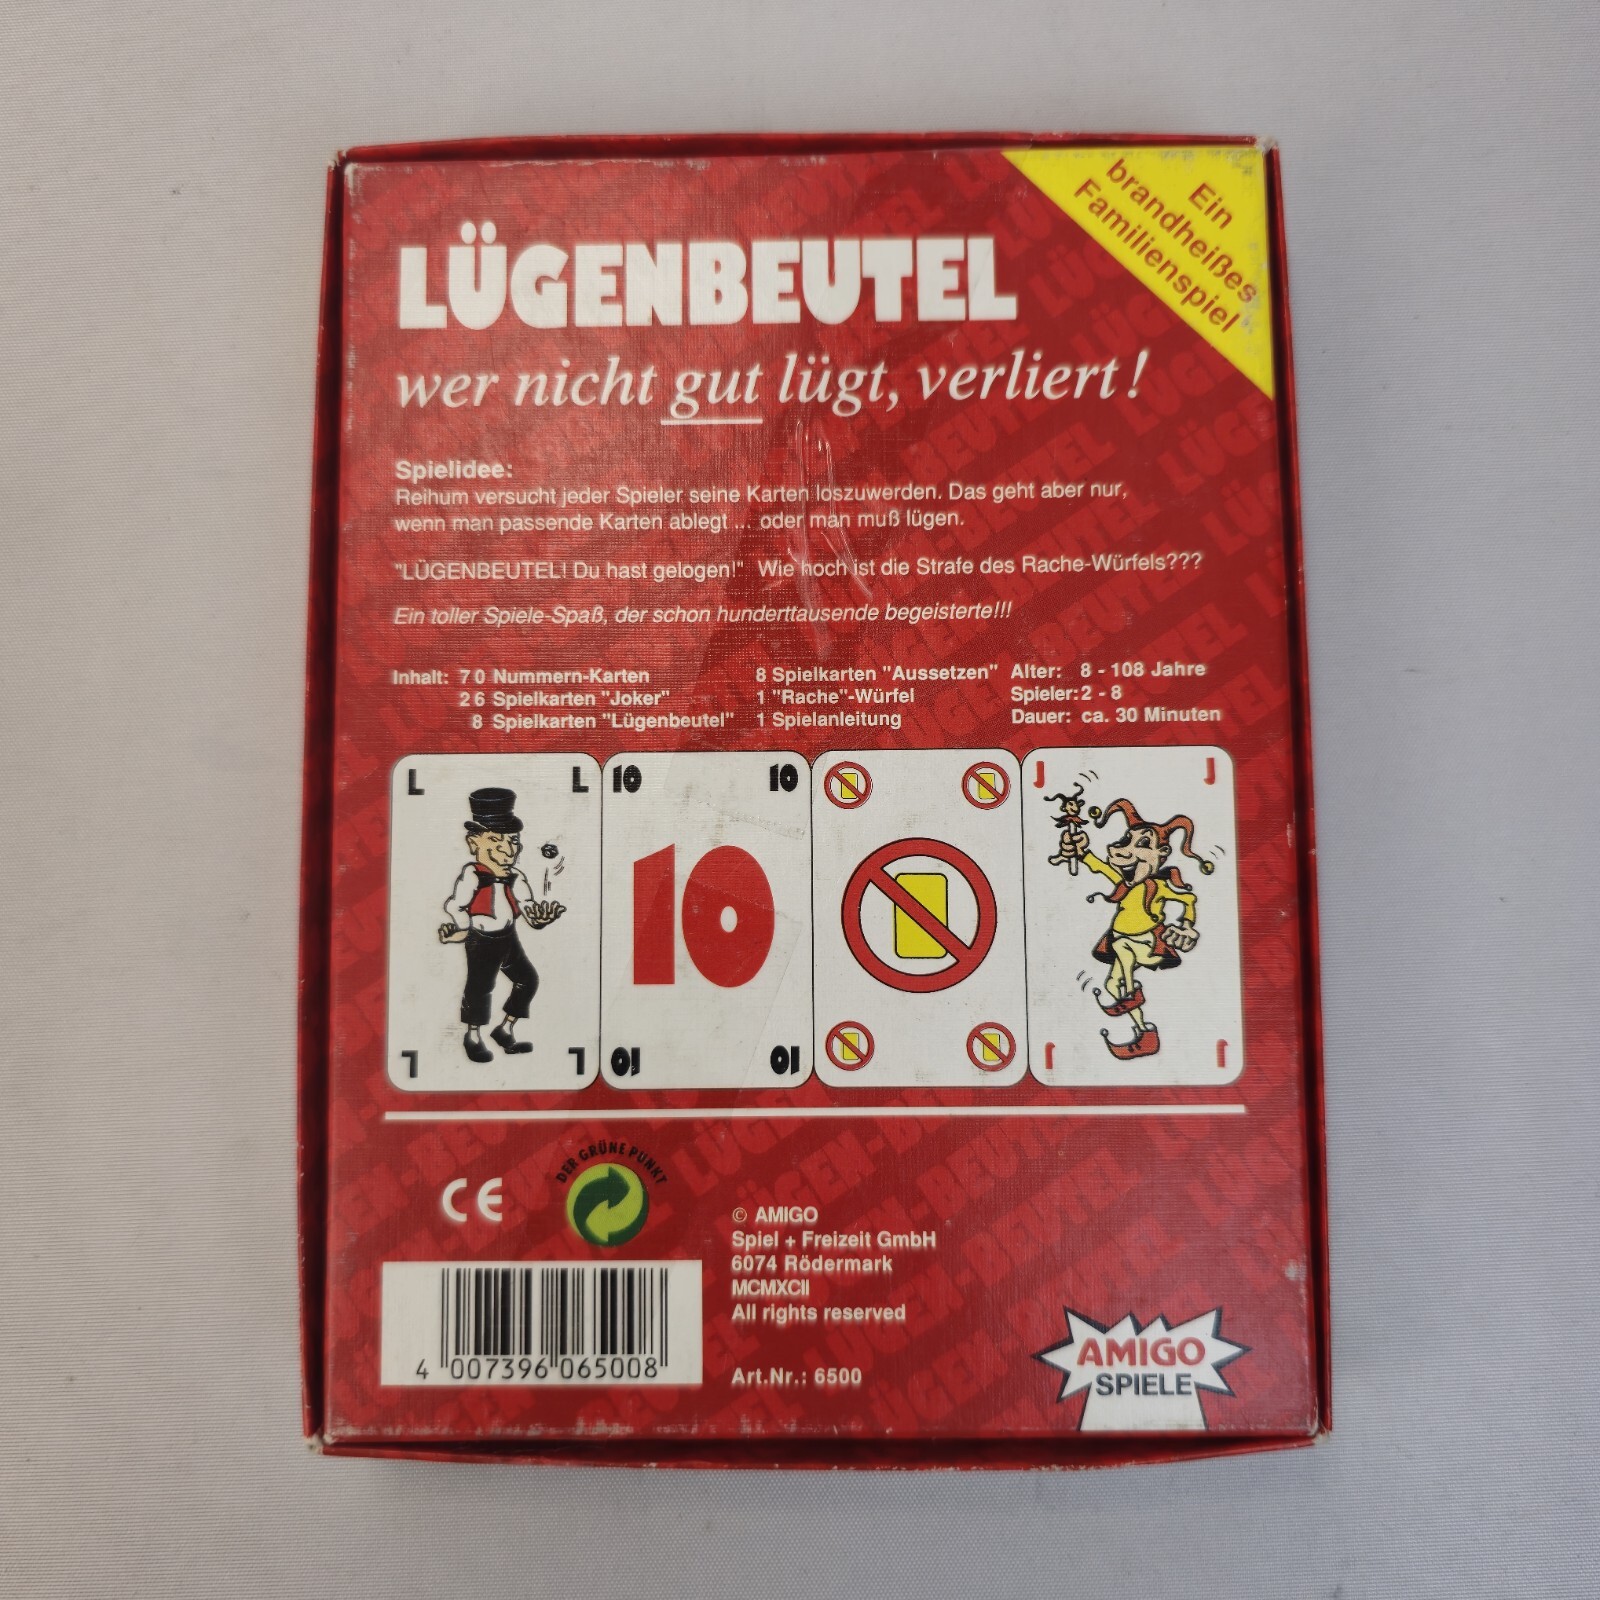 Ein
brandheißes
Familienspiel
LÜGENBEUTEL
wer nicht gut lügt, verliert!
Spielidee:
Reihum versucht jeder Spieler seine Karten loszuwerden. Das geht aber nur,
wenn man passende Karten ablegt ... oder man muß lügen.
"LÜGENBEUTEL! Du hast gelogen!" Wie hoch ist die Strafe des Rache-Würfels???
Ein toller Spiele-Spaß, der schon hunderttausende begeisterte!!!
Inhalt: 70 Nummern-Karten
26 Spielkarten "Joker"
8 Spielkarten "Lügenbeutel"
8 Spielkarten "Aussetzen"
1 "Rache"-Würfel
1 Spielanleitung
Alter: 8 - 108 Jahre
Spieler: 2 - 8
Dauer: ca. 30 Minuten
L L 10 10 J J
10
L L 10 10 J J
CE
DER GRÜNE PUNKT
© AMIGO
Spiel + Freizeit GmbH
6074 Rödermark
MCMXCII
All rights reserved
Art.Nr.: 6500
4 007396 065008
AMIGO
SPIELE